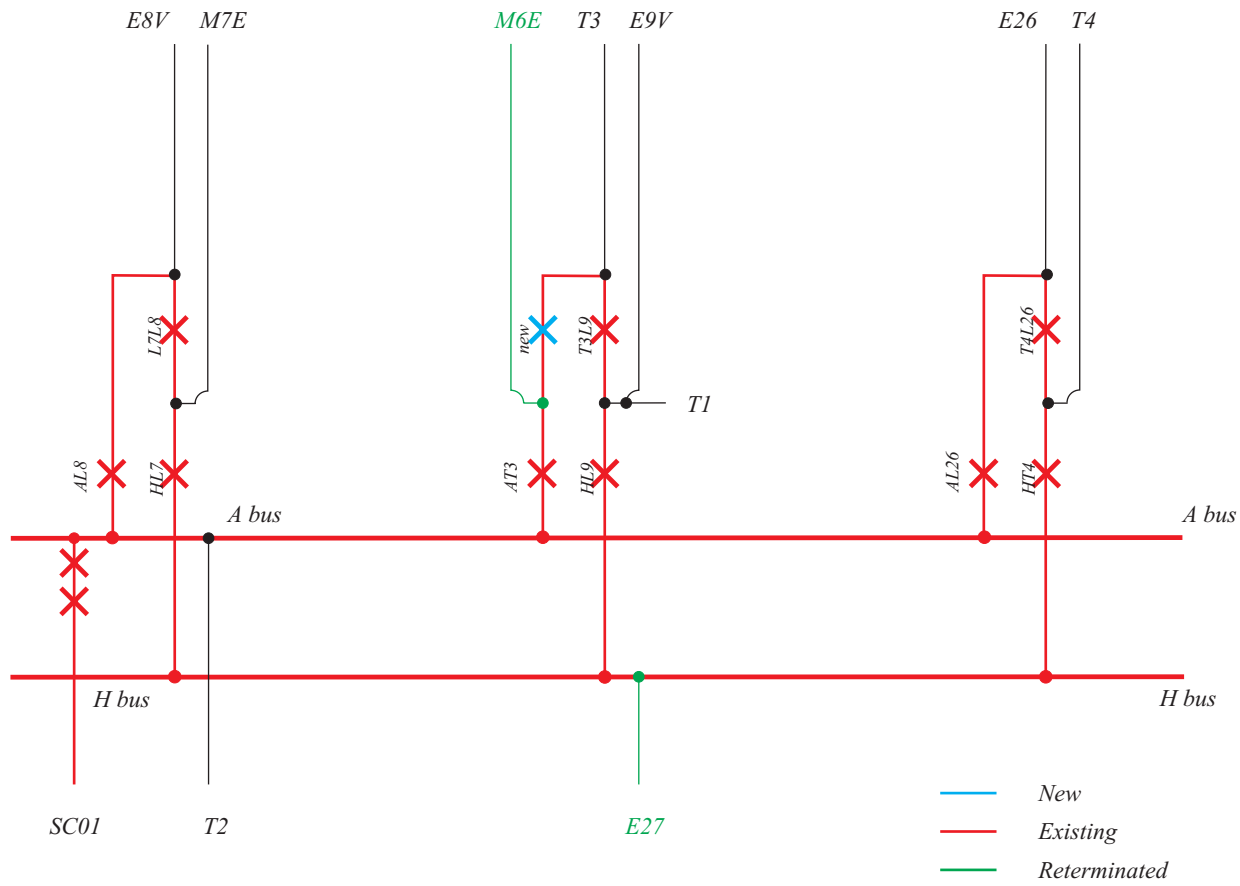 E8V M7E M6E T3 E9V E26 T4
L7L8 new T3L9 T4L26
T1
AL8 HL7 AT3 HL9 AL26 HT4
A bus A bus
H bus H bus
New
SC01 T2 E27 Existing
Reterminated